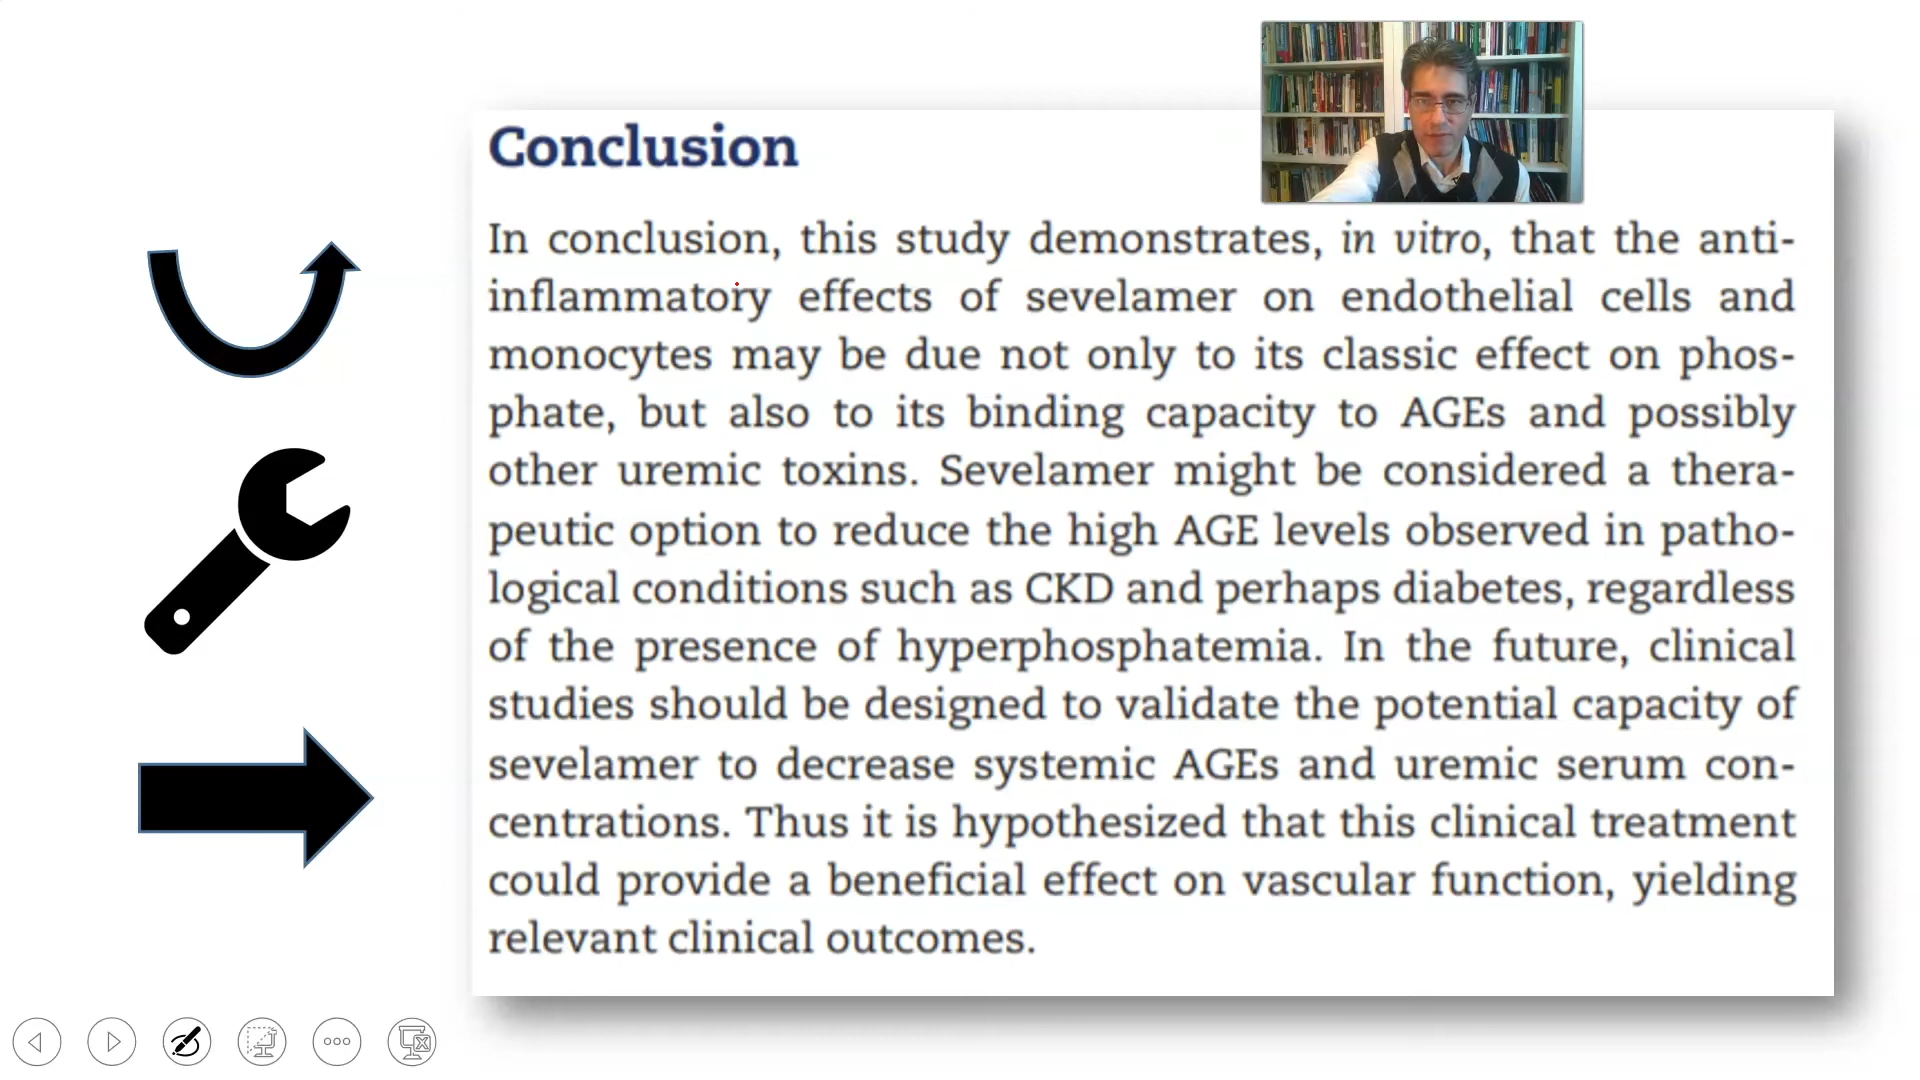 Conclusion
In conclusion, this study demonstrates, in vitro, that the anti-
inflammatory effects of sevelamer on endothelial cells and
monocytes may be due not only to its classic effect on phos-
phate, but also to its binding capacity to AGEs and possibly
other uremic toxins. Sevelamer might be considered a thera-
peutic option to reduce the high AGE levels observed in patho-
logical conditions such as CKD and perhaps diabetes, regardless
of the presence of hyperphosphatemia. In the future, clinical
studies should be designed to validate the potential capacity of
sevelamer to decrease systemic AGEs and uremic serum con-
centrations. Thus it is hypothesized that this clinical treatment
could provide a beneficial effect on vascular function, yielding
relevant clinical outcomes.